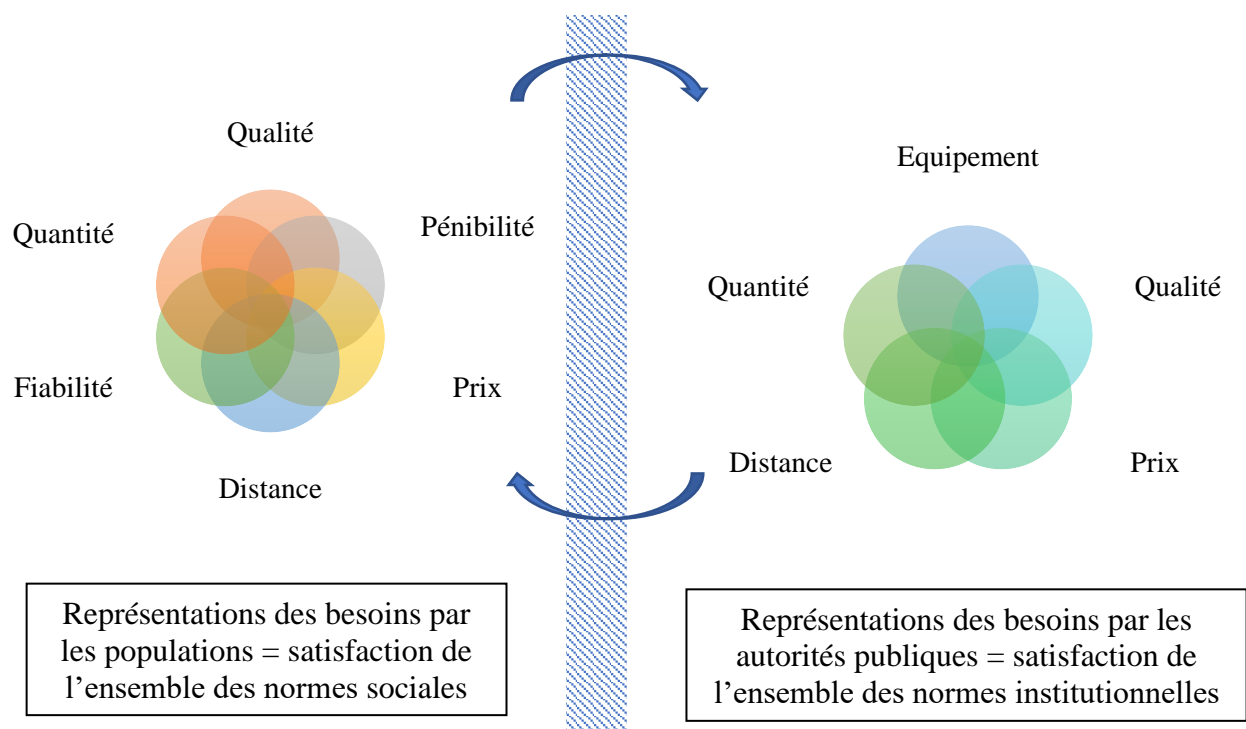 Qualité
Quantité
Pénibilité
Fiabilité
Prix
Distance
Représentations des besoins par
les populations = satisfaction de
l’ensemble des normes sociales
Equipement
Quantité
Qualité
Distance
Prix
Représentations des besoins par les
autorités publiques = satisfaction de
l’ensemble des normes institutionnelles